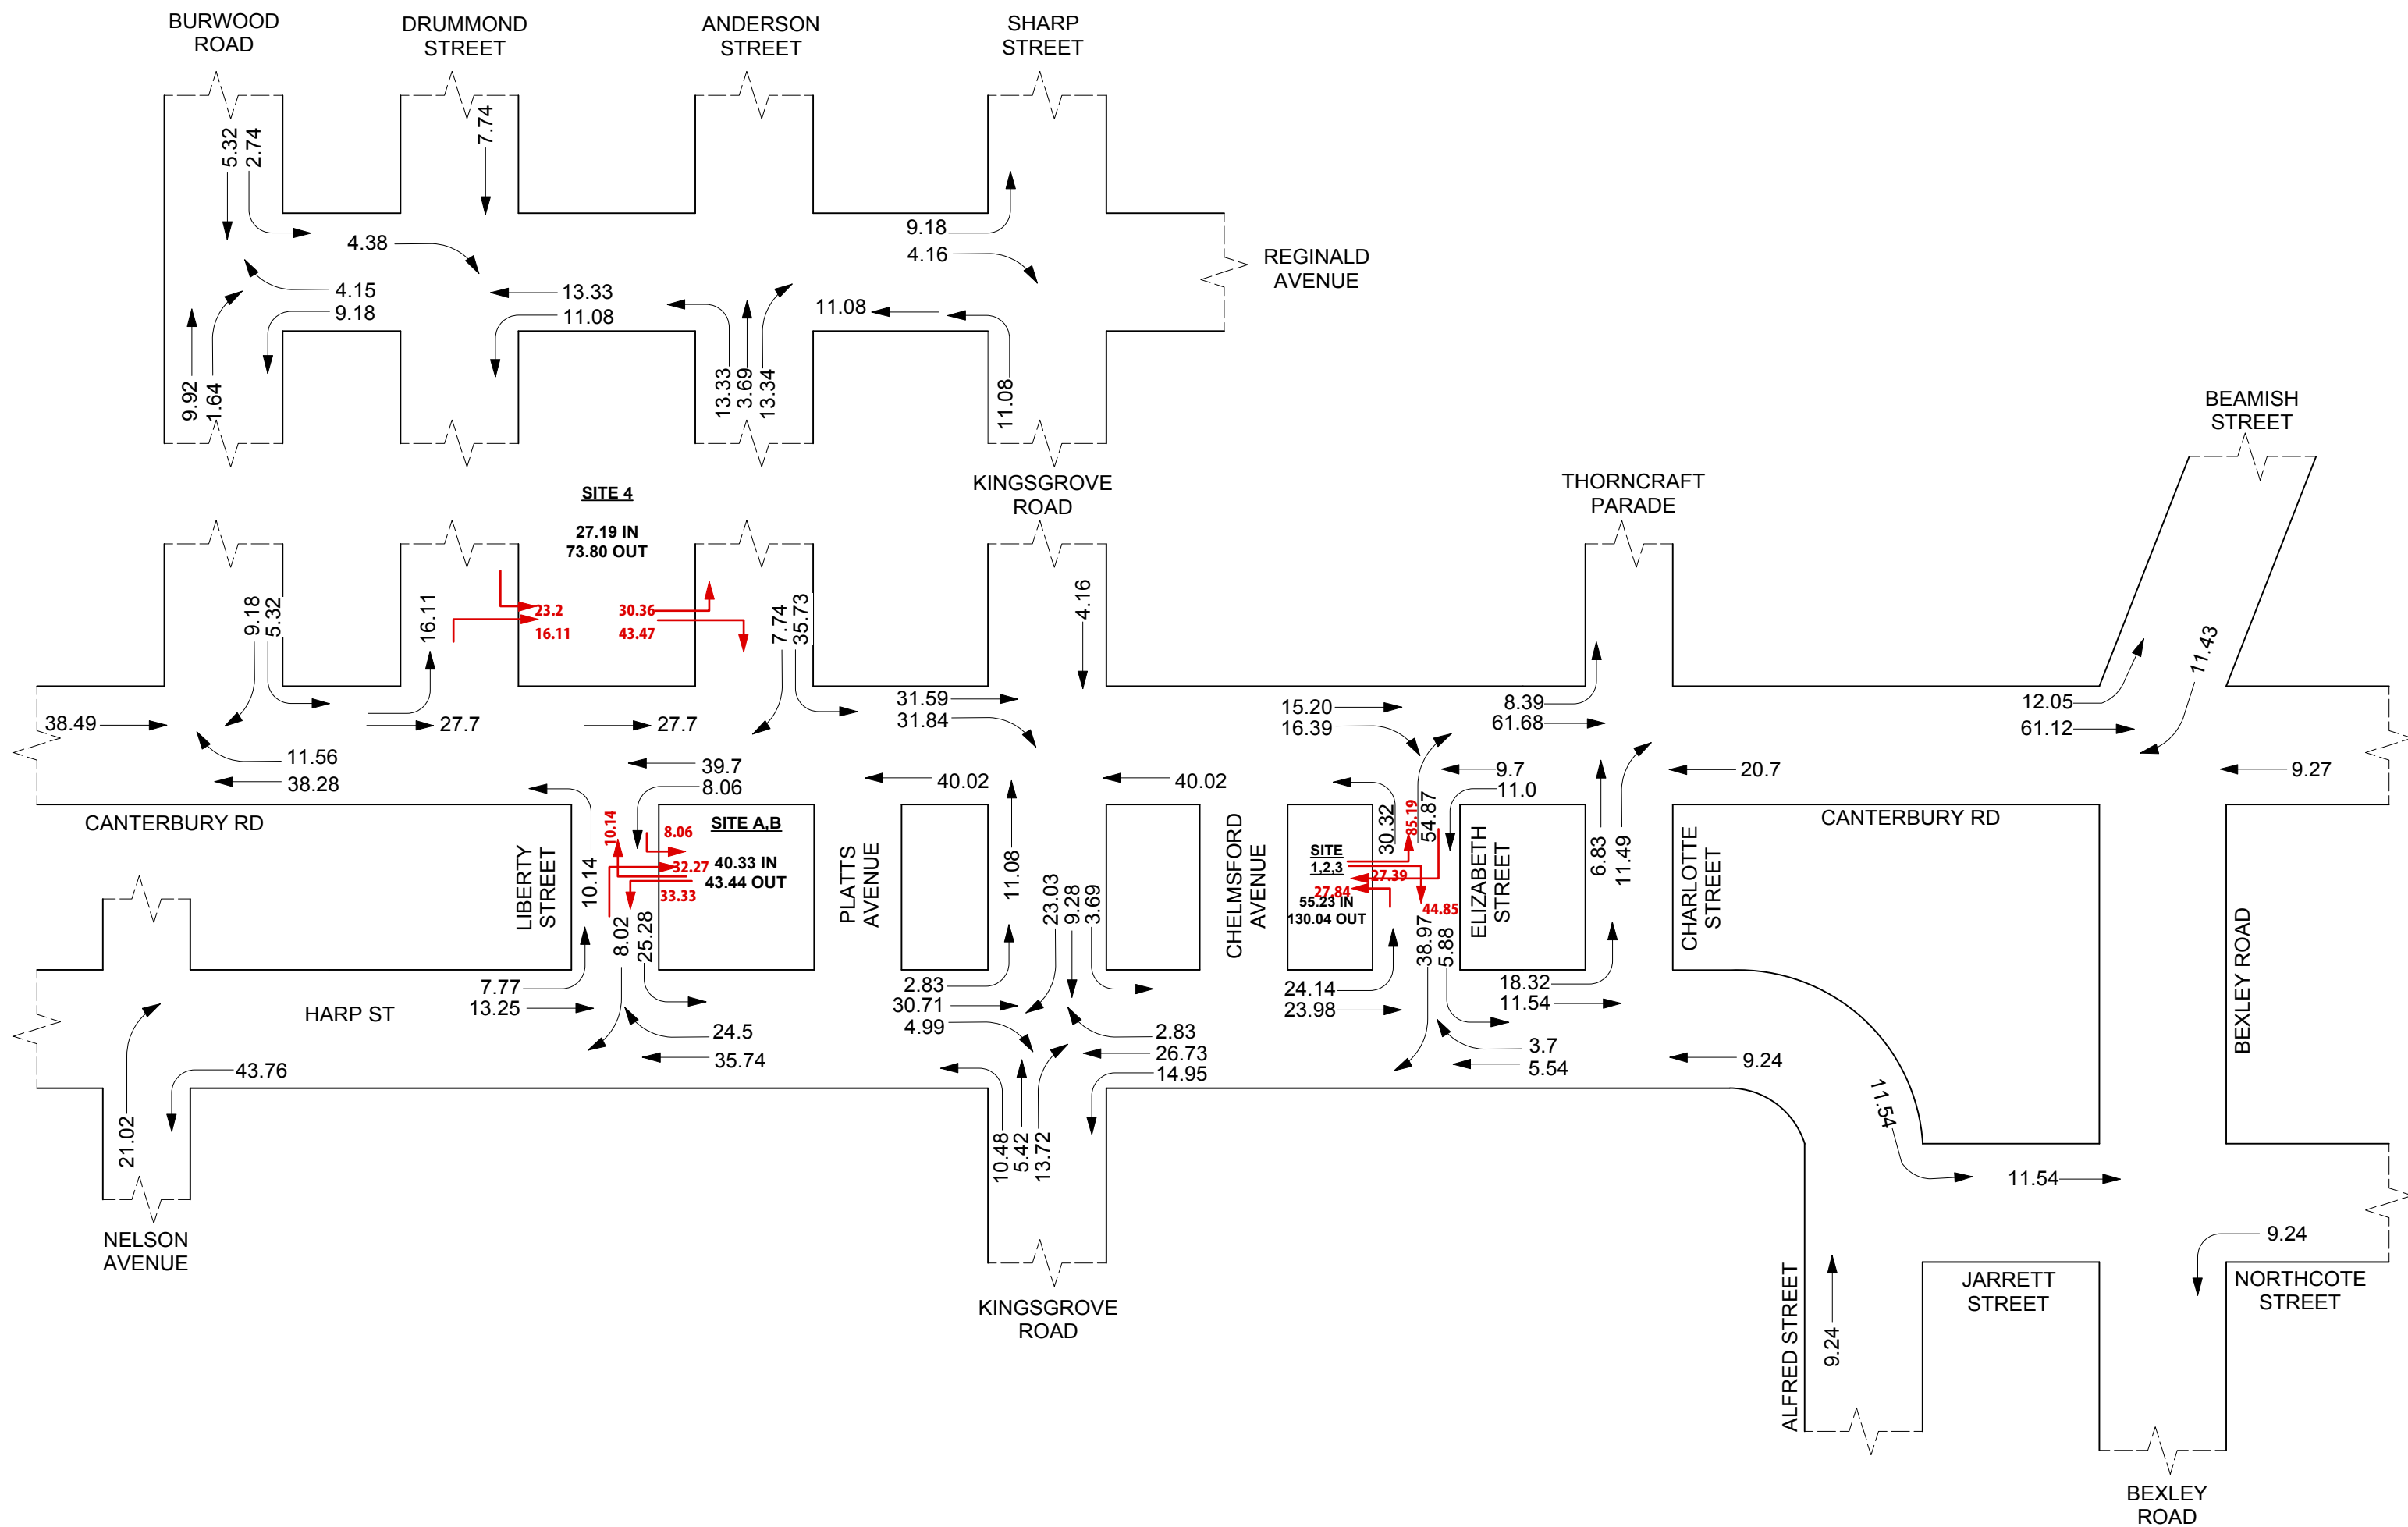 BURWOOD
ROAD
DRUMMOND
STREET
ANDERSON
STREET
SHARP
STREET
5.32
2.74
7.74
4.38
9.18
4.16
REGINALD
AVENUE
4.15
9.18
13.33
11.08
11.08
9.92
1.64
13.33
3.69
13.34
11.08
BEAMISH
STREET
KINGSGROVE
ROAD
THORNCRAFT
PARADE
SITE 4
27.19 IN
73.80 OUT
9.18
5.32
16.11
23.2
16.11
30.36
43.47
7.74
35.73
4.16
11.43
38.49
27.7
27.7
31.59
31.84
15.20
16.39
8.39
61.68
12.05
61.12
11.56
38.28
39.7
8.06
40.02
40.02
9.7
11.0
20.7
9.27
CANTERBURY RD
CANTERBURY RD
LIBERTY
STREET
10.14
10.14
SITE A,B
8.06
32.27
40.33 IN
43.44 OUT
33.33
PLATTS
AVENUE
11.08
23.03
9.28
3.69
CHELMSFORD
AVENUE
SITE
1,2,3
30.32
85.19
54.87
27.39
27.84
55.23 IN
130.04 OUT
44.85
ELIZABETH
STREET
6.83
11.49
CHARLOTTE
STREET
BEXLEY ROAD
8.02
25.28
38.97
5.88
7.77
13.25
HARP ST
24.5
35.74
2.83
30.71
4.99
2.83
26.73
14.95
24.14
23.98
18.32
11.54
3.7
5.54
9.24
43.76
21.02
10.48
5.42
13.72
11.54
11.54
9.24
NELSON
AVENUE
KINGSGROVE
ROAD
ALFRED STREET
9.24
JARRETT
STREET
NORTHCOTE
STREET
BEXLEY
ROAD